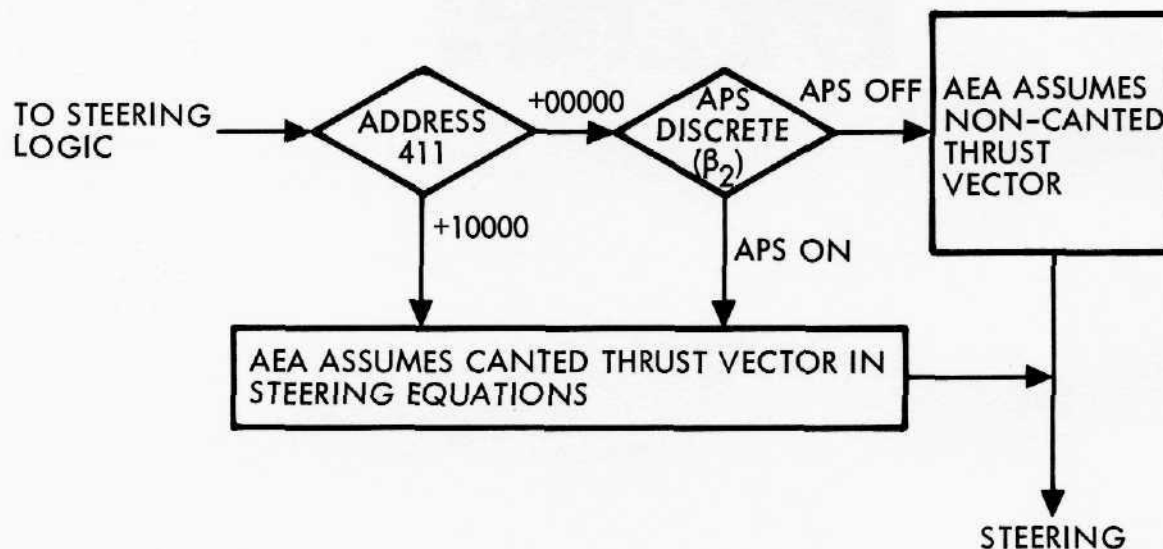 TO STEERING
LOGIC
ADDRESS
411
+00000
+10000
APS
DISCRETE
(β₂)
APS OFF
APS ON
AEA ASSUMES
NON-CANTED
THRUST
VECTOR
AEA ASSUMES CANTED THRUST VECTOR IN
STEERING EQUATIONS
STEERING